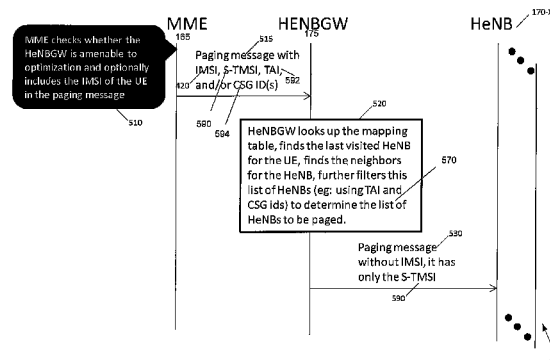 MME HENBGW HeNB 170-
165 175
MME checks whether the
HeNBGW is amenable to
optimization and optionally
includes the IMSI of the UE
in the paging message
510
515
Paging message with
420 IMSI, S-TMSI, TAI,
and/or CSG ID(s) 592
590 594
520
HeNBGW looks up the mapping
table, finds the last visited HeNB
for the UE, finds the neighbors
for the HeNB, further filters this
list of HeNBs (eg: using TAI and
CSG ids) to determine the list of
HeNBs to be paged.
570
Paging message 530
without IMSI, it has
only the S-TMSI
590